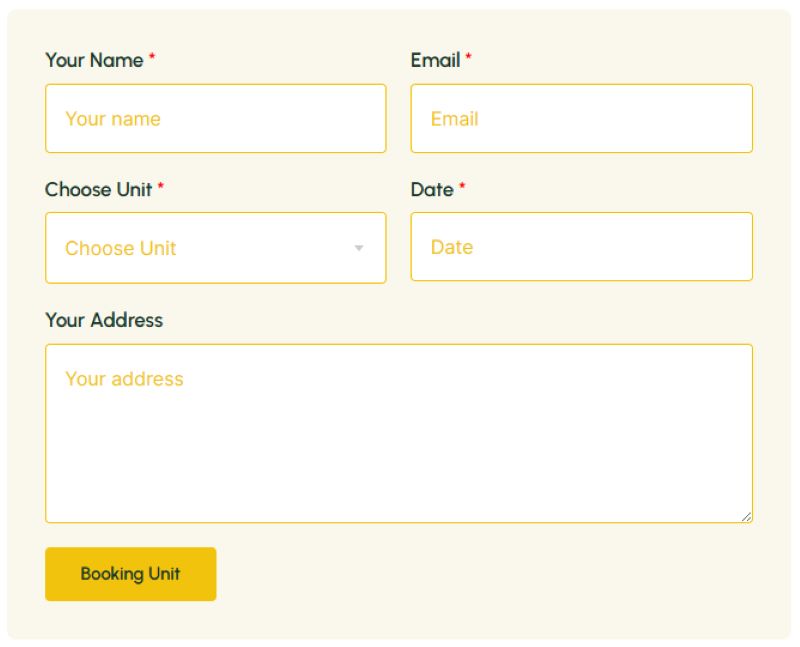 Your Name * Email *
Your name Email
Choose Unit * Date *
Choose Unit Date
Your Address
Your address
Booking Unit